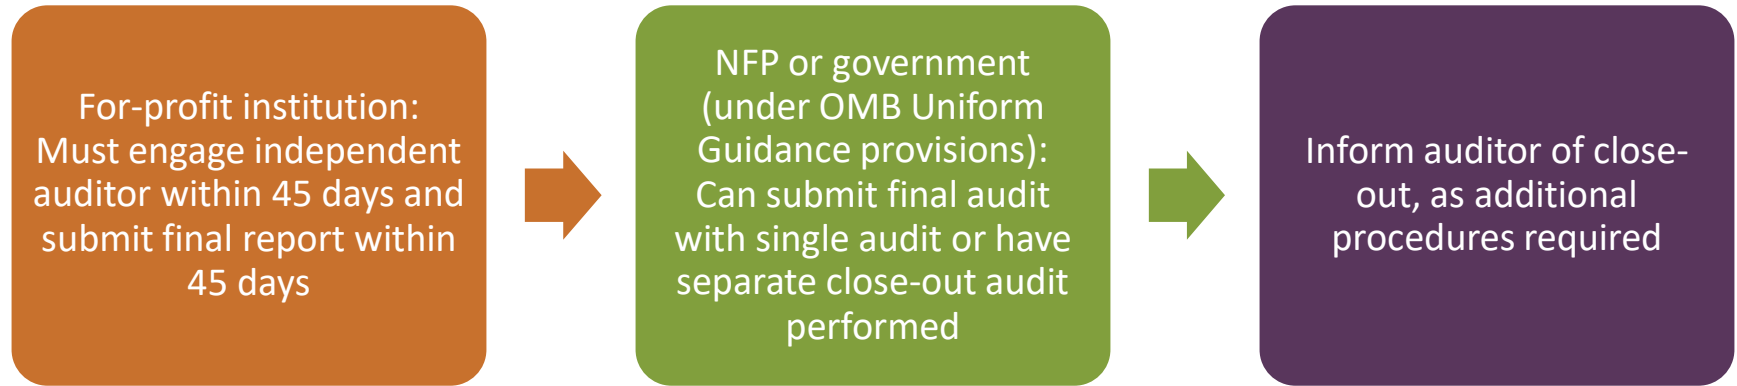 For-profit institution:
Must engage independent
auditor within 45 days and
submit final report within
45 days
NFP or government
(under OMB Uniform
Guidance provisions):
Can submit final audit
with single audit or have
separate close-out audit
performed
Inform auditor of close-
out, as additional
procedures required